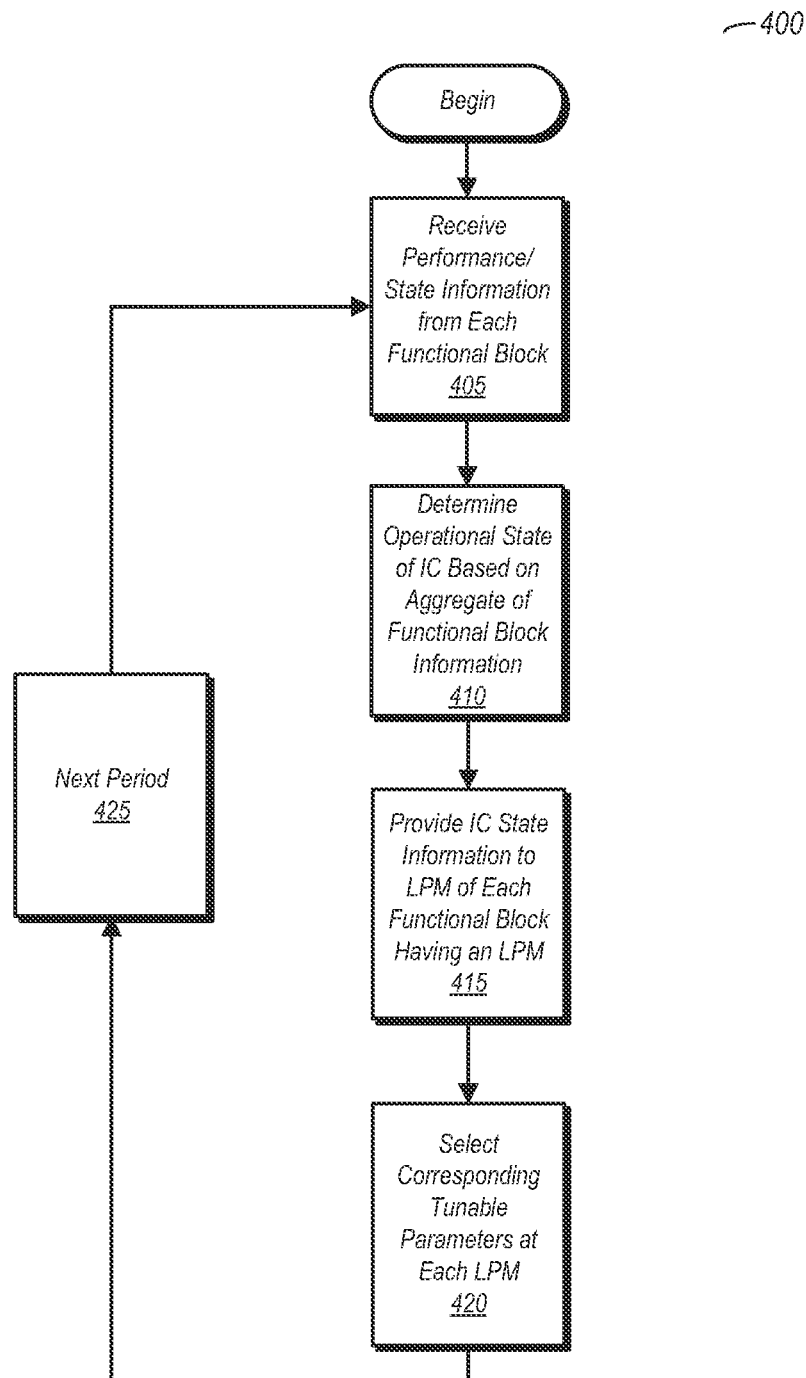 400
Begin
Receive
Performance/
State Information
from Each
Functional Block
405
Determine
Operational State
of IC Based on
Aggregate of
Functional Block
Information
410
Next Period
425
Provide IC State
Information to
LPM of Each
Functional Block
Having an LPM
415
Select
Corresponding
Tunable
Parameters at
Each LPM
420